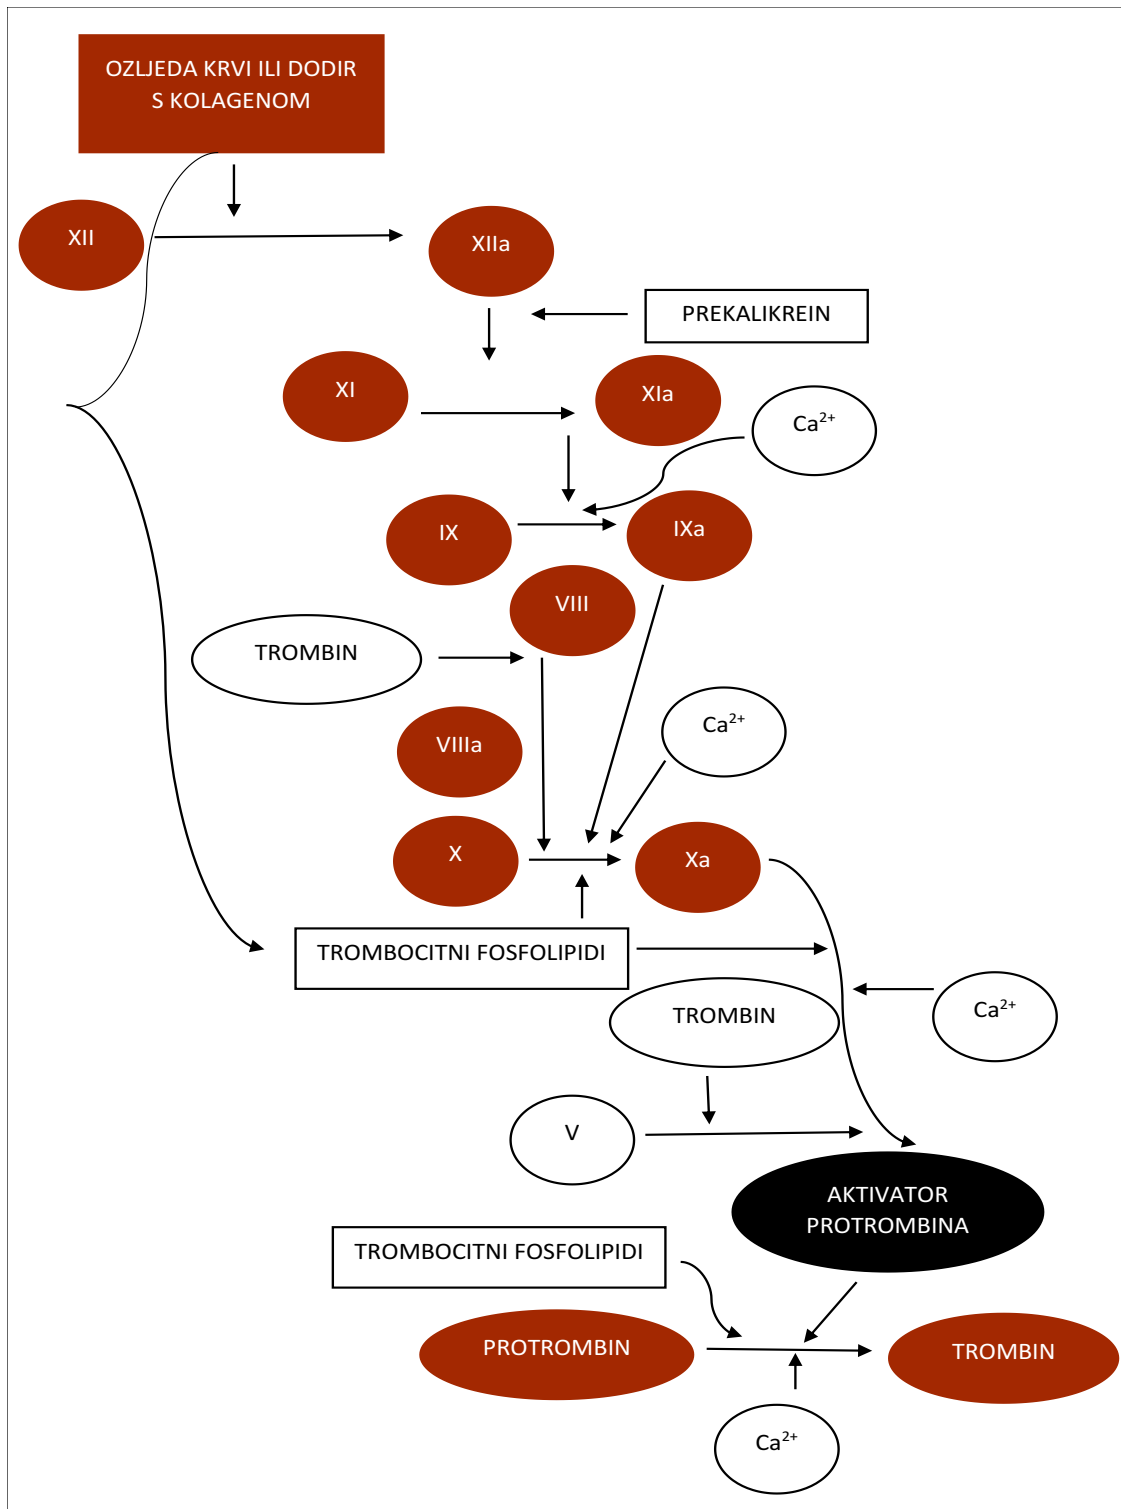 OZLJEDA KRVI ILI DODIR
S KOLAGENOM
XII
XIIa
PREKALIKREIN
XI
XIa
Ca²⁺
IX
IXa
VIII
TROMBIN
VIIIa
Ca²⁺
X
Xa
TROMBOCITNI FOSFOLIPIDI
TROMBIN
Ca²⁺
V
AKTIVATOR
PROTROMBINA
TROMBOCITNI FOSFOLIPIDI
PROTROMBIN
TROMBIN
Ca²⁺